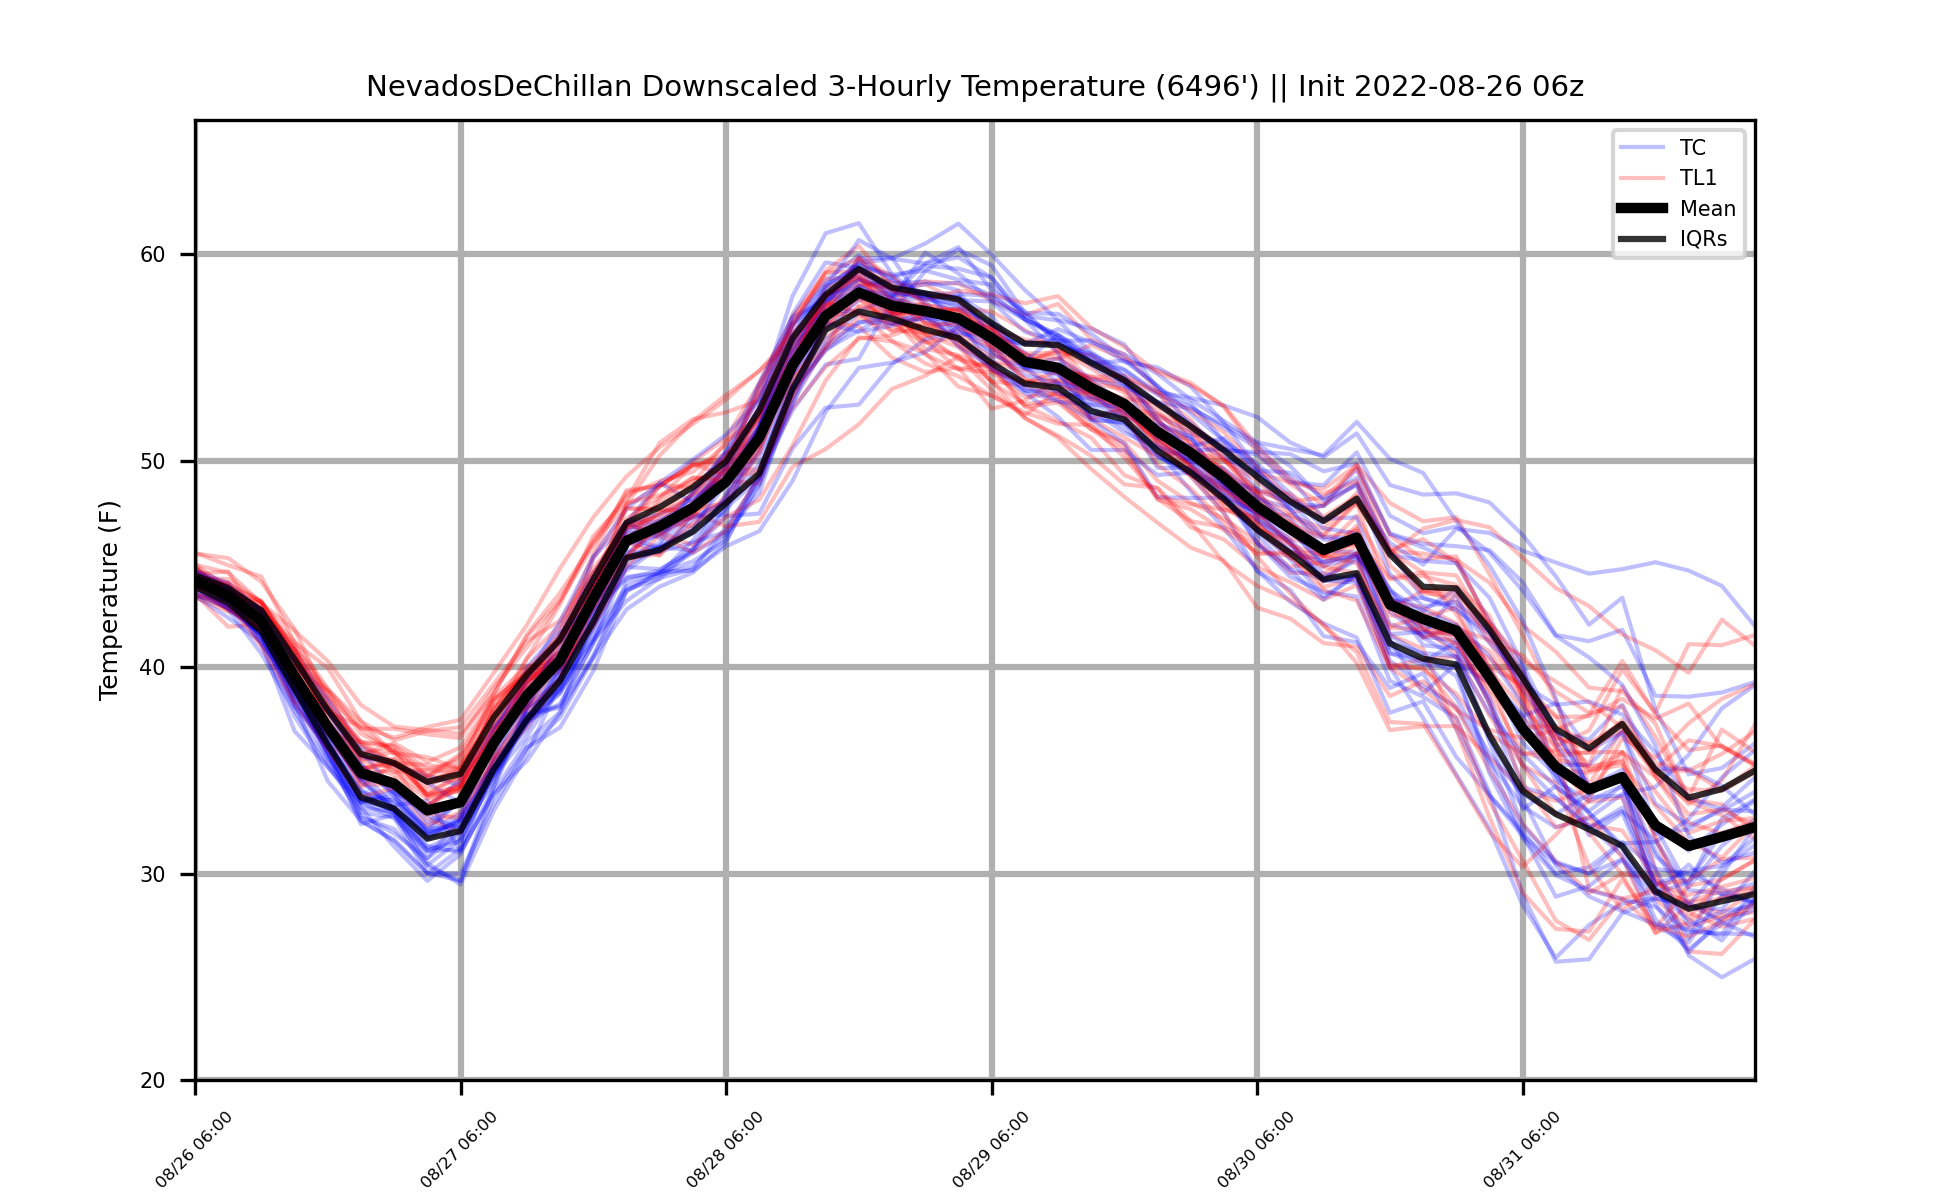 NevadosDeChillan Downscaled 3-Hourly Temperature (6496') || Init 2022-08-26 06z
TC
TL1
Mean
IQRs
Temperature (F)
60
50
40
30
20
08/26 06:00
08/27 06:00
08/28 06:00
08/29 06:00
08/30 06:00
08/31 06:00